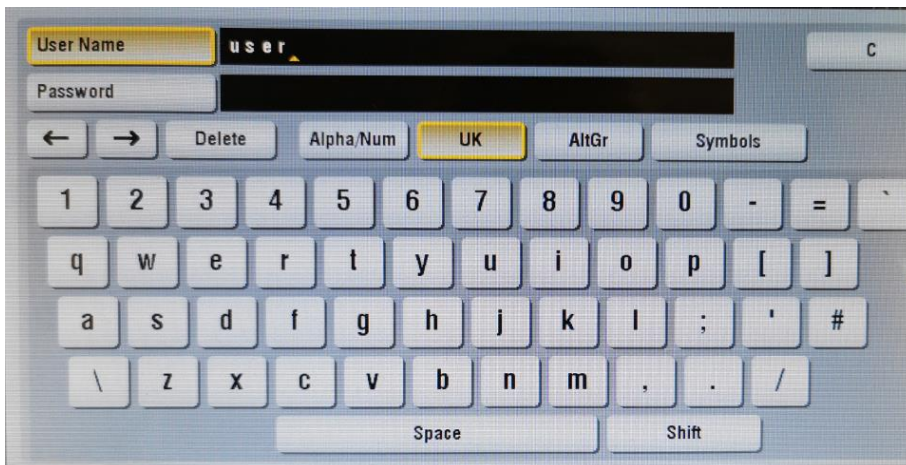 User Name user
C
Password
← → Delete Alpha/Num UK AltGr Symbols
1 2 3 4 5 6 7 8 9 0 - = `
q w e r t y u i o p [ ]
a s d f g h j k l ; ' #
\ z x c v b n m , . /
Space Shift